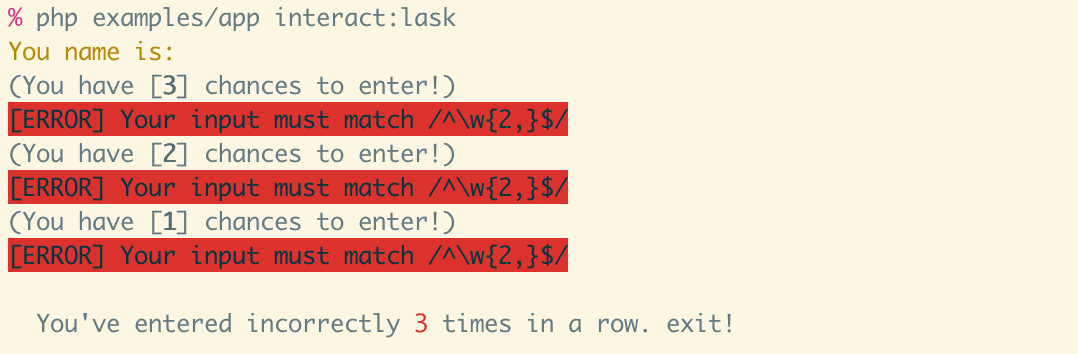 % php examples/app interact:lask
You name is:
(You have [3] chances to enter!)
[ERROR] Your input must match /^\w{2,}$/
(You have [2] chances to enter!)
[ERROR] Your input must match /^\w{2,}$/
(You have [1] chances to enter!)
[ERROR] Your input must match /^\w{2,}$/
You've entered incorrectly 3 times in a row. exit!